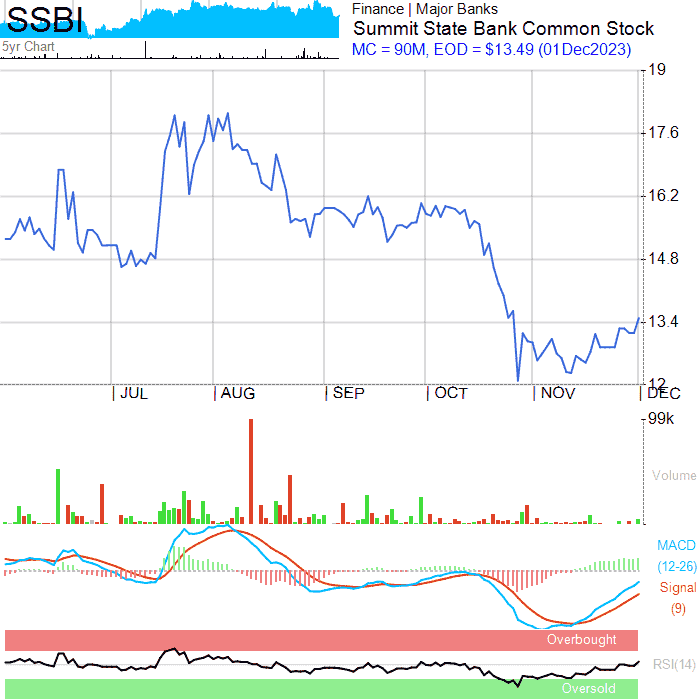 SSBI
5yr Chart
Finance | Major Banks
Summit State Bank Common Stock
MC = 90M, EOD = $13.49 (01Dec2023)
19
17.6
16.2
14.8
13.4
12
JUL AUG SEP OCT NOV DEC
99k
Volume
MACD
(12-26)
Signal
(9)
Overbought
RSI(14)
Oversold